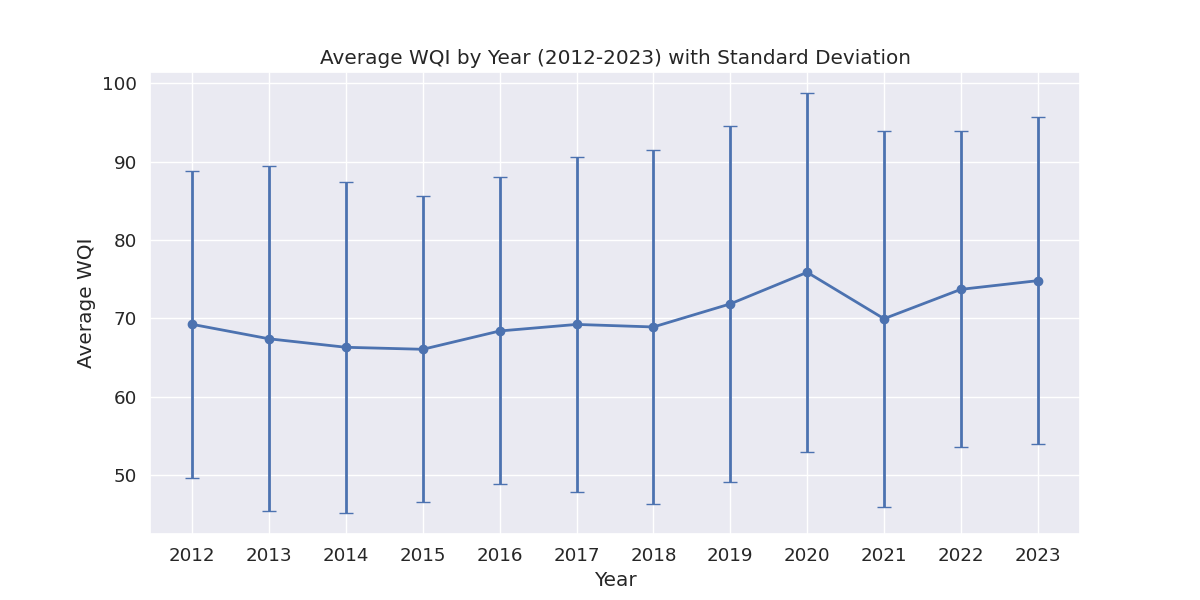 Average WQI by Year (2012-2023) with Standard Deviation
Average WQI
100
90
80
70
60
50
2012 2013 2014 2015 2016 2017 2018 2019 2020 2021 2022 2023
Year